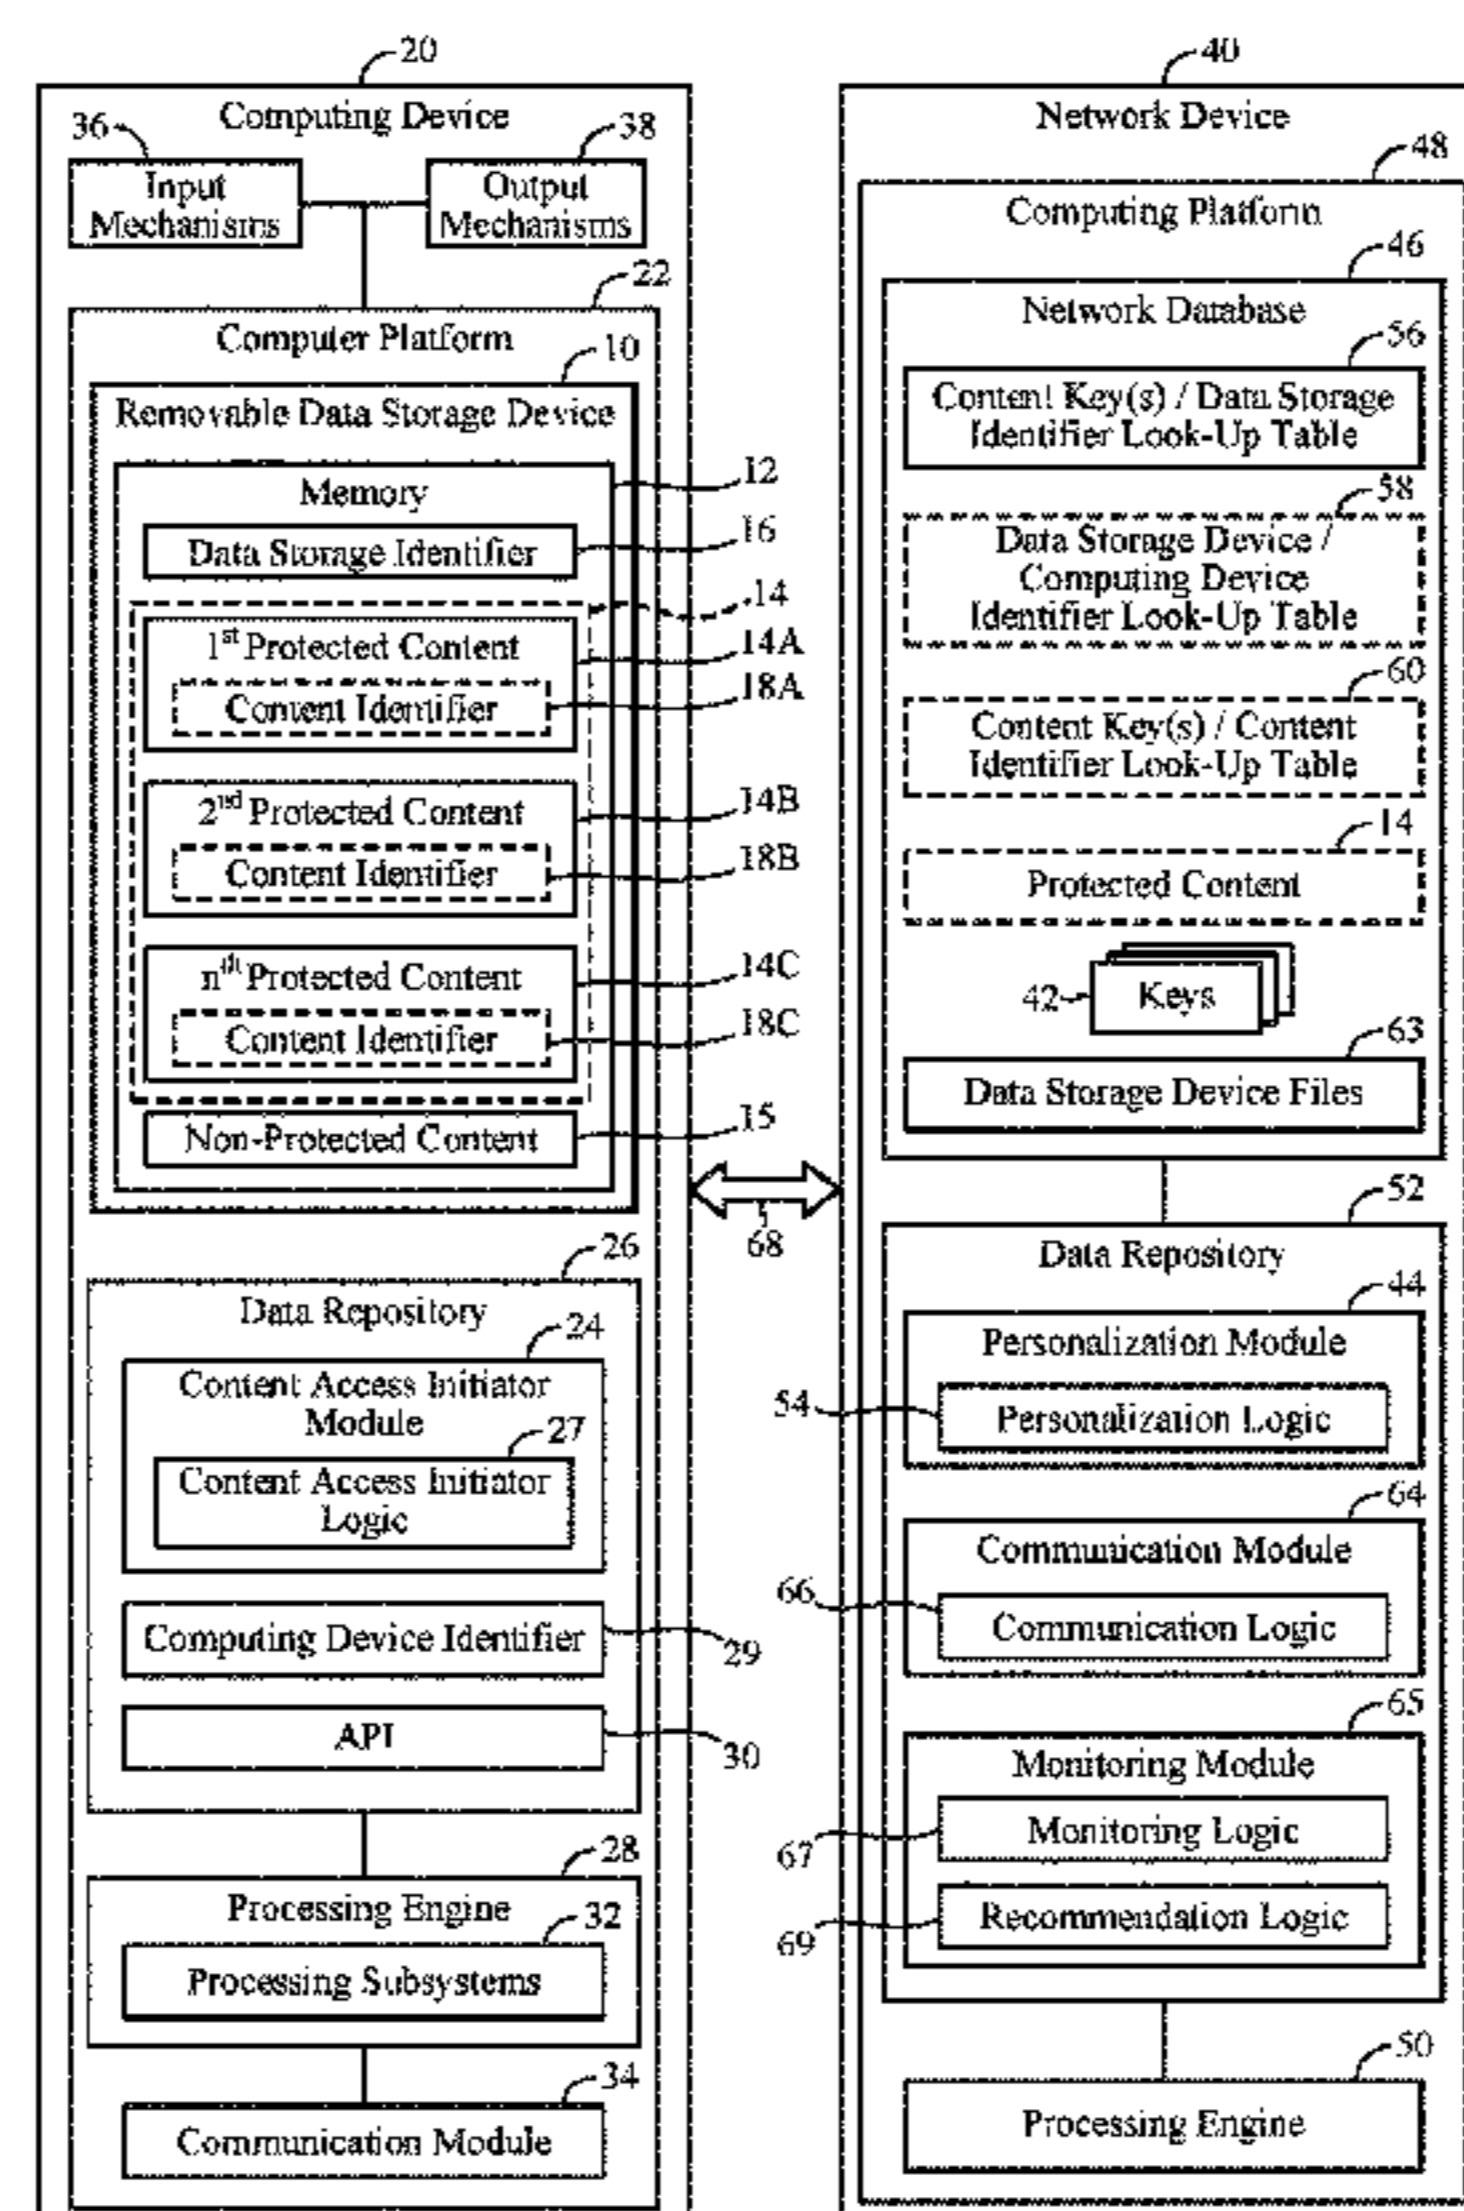 20
Computing Device
36
38
Input
Mechanisms
Output
Mechanisms
22
Computer Platform
10
Removable Data Storage Device
Memory
12
Data Storage Identifier
16
14
1st Protected Content
14A
Content Identifier
18A
2nd Protected Content
14B
Content Identifier
18B
nth Protected Content
14C
Content Identifier
18C
Non-Protected Content
15
68
26
Data Repository
24
Content Access Initiator
Module
27
Content Access Initiator
Logic
Computing Device Identifier
29
API
30
28
Processing Engine
32
Processing Subsystems
34
Communication Module
40
Network Device
48
Computing Platform
46
Network Database
56
Content Key(s) / Data Storage
Identifier Look-Up Table
58
Data Storage Device /
Computing Device
Identifier Look-Up Table
60
Content Key(s) / Content
Identifier Look-Up Table
14
Protected Content
42
Keys
63
Data Storage Device Files
52
Data Repository
44
Personalization Module
54
Personalization Logic
64
Communication Module
66
Communication Logic
65
Monitoring Module
67
Monitoring Logic
69
Recommendation Logic
50
Processing Engine